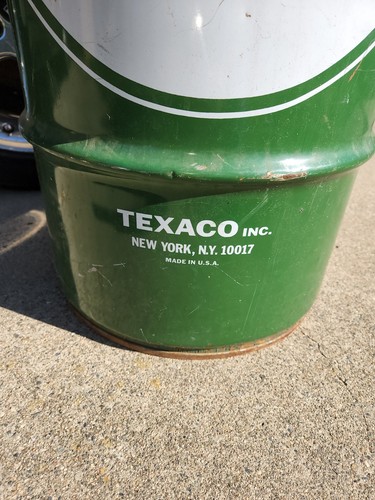 TEXACO INC.
NEW YORK, N.Y. 10017
MADE IN U.S.A.